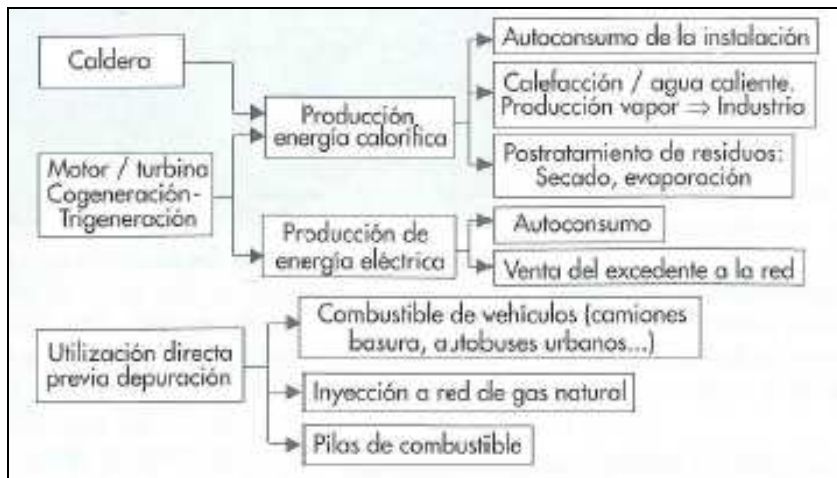 Caldera
Motor / turbina
Cogeneración-
Trigeneración
Producción
energía calorífica
Autoconsumo de la instalación
Calefacción / agua caliente.
Producción vapor ⇒ Industria
Postratamiento de residuos:
Secado, evaporación
Producción de
energía eléctrica
Autoconsumo
Venta del excedente a la red
Utilización directa
previa depuración
Combustible de vehículos (camiones
basura, autobuses urbanos...)
Inyección a red de gas natural
Pilas de combustiible